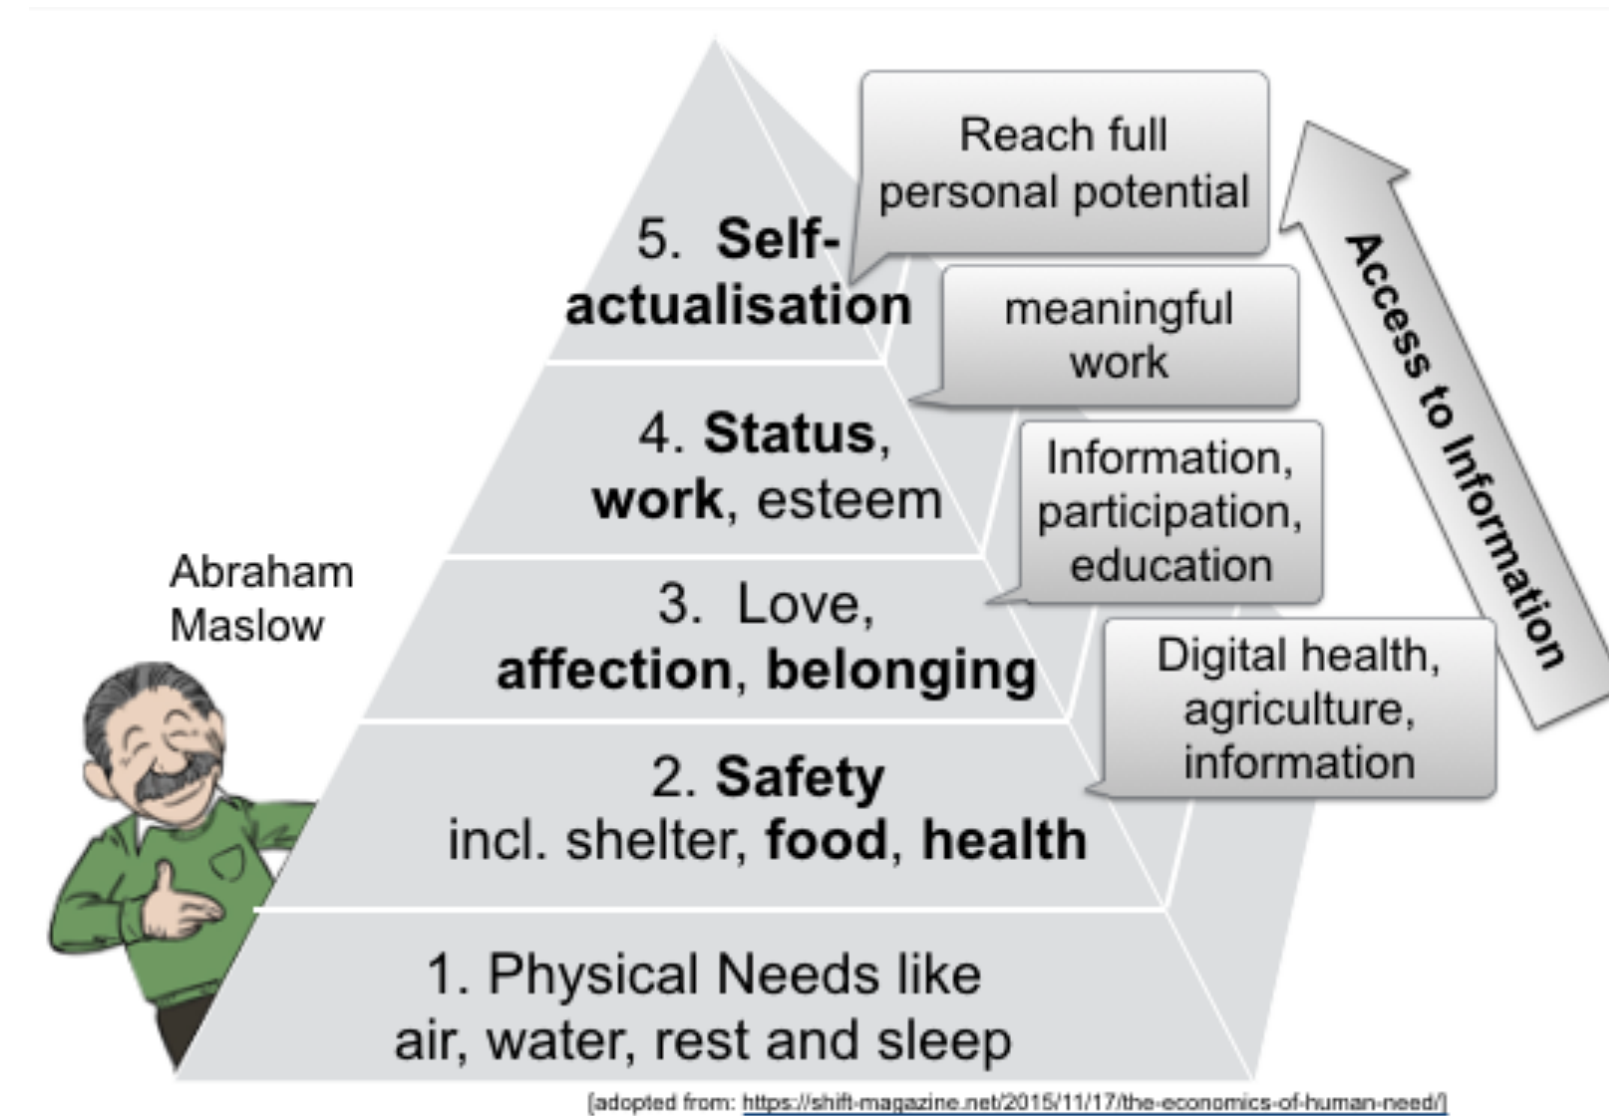 Reach full
personal potential
5. Self-
actualisation
meaningful
work
4. Status,
work, esteem
Information,
participation,
education
Access to Information
Abraham
Maslow
3. Love,
affection, belonging
Digital health,
agriculture,
information
2. Safety
incl. shelter, food, health
1. Physical Needs like
air, water, rest and sleep
[adopted from: https://shift-magazine.net/2015/11/17/the-economics-of-human-need/]